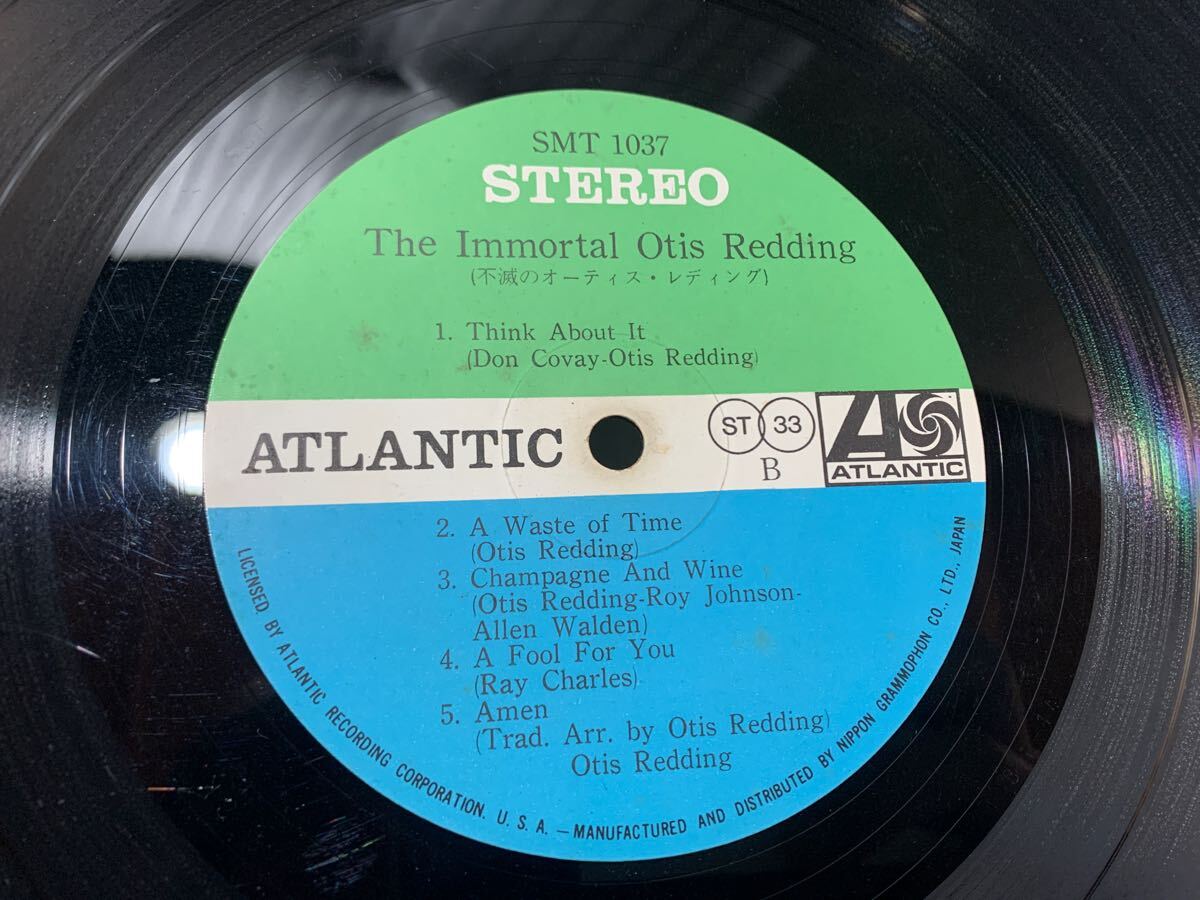 SMT 1037
STEREO
The Immortal Otis Redding
(不滅のオーティス・レディング)
1. Think About It
(Don Covay-Otis Redding)
ATLANTIC
ST 33
B
ATLANTIC
2. A Waste of Time
(Otis Redding)
3. Champagne And Wine
(Otis Redding-Roy Johnson-
Allen Walden)
4. A Fool For You
(Ray Charles)
5. Amen
(Trad. Arr. by Otis Redding)
Otis Redding
LICENSED. BY ATLANTIC RECORDING CORPORATION. U. S. A. — MANUFACTURED AND DISTRIBUTED BY NIPPON GRAMMOPHON CO., LTD., JAPAN